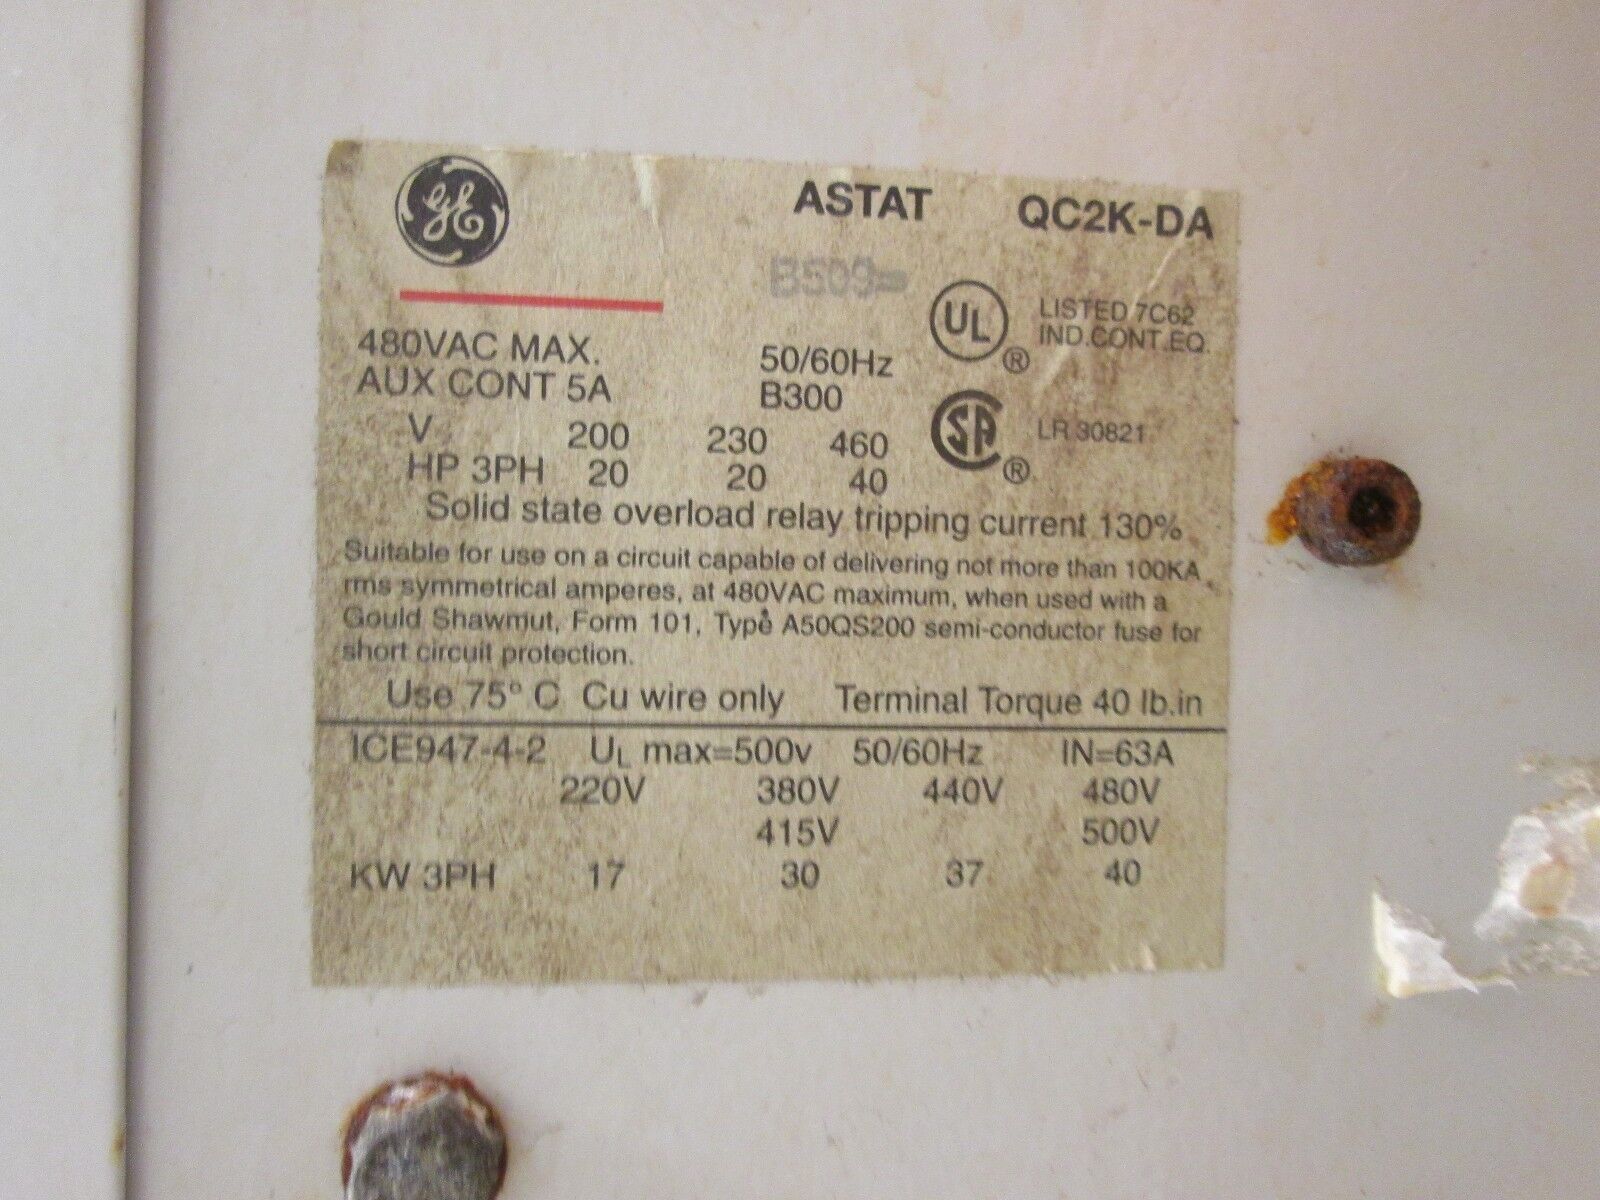 GE
ASTAT QC2K-DA
B509
UL ® LISTED 7C62
IND.CONT.EQ.
480VAC MAX. 50/60Hz
AUX CONT 5A B300
SA ® LR 30821
V 200 230 460
HP 3PH 20 20 40
Solid state overload relay tripping current 130%
Suitable for use on a circuit capable of delivering not more than 100KA
rms symmetrical amperes, at 480VAC maximum, when used with a
Gould Shawmut, Form 101, Type A50QS200 semi-conductor fuse for
short circuit protection.
Use 75° C Cu wire only Terminal Torque 40 lb.in
ICE947-4-2 UL max=500v 50/60Hz IN=63A
220V 380V 440V 480V
415V 500V
KW 3PH 17 30 37 40